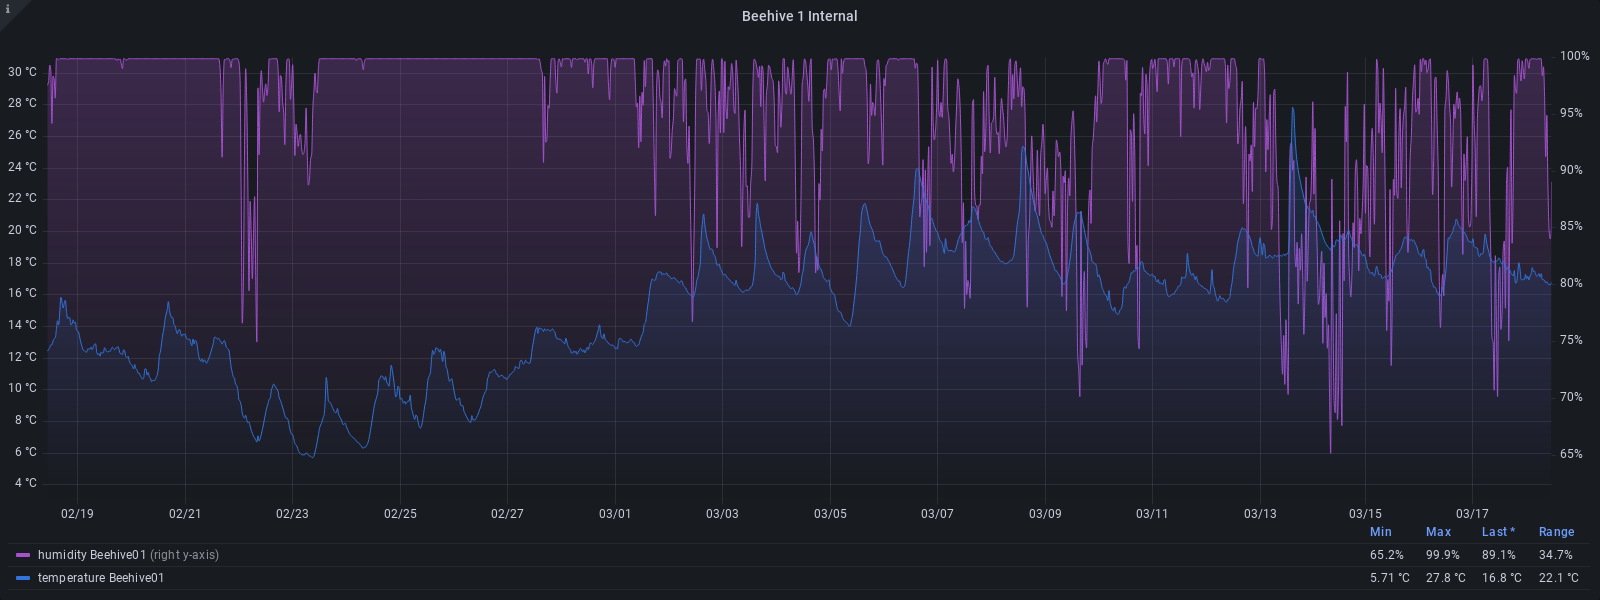 i
Beehive 1 Internal
30 °C
28 °C
26 °C
24 °C
22 °C
20 °C
18 °C
16 °C
14 °C
12 °C
10 °C
8 °C
6 °C
4 °C
100%
95%
90%
85%
80%
75%
70%
65%
02/19 02/21 02/23 02/25 02/27 03/01 03/03 03/05 03/07 03/09 03/11 03/13 03/15 03/17
Min Max Last * Range
humidity Beehive01 (right y-axis) 65.2% 99.9% 89.1% 34.7%
temperature Beehive01 5.71 °C 27.8 °C 16.8 °C 22.1 °C